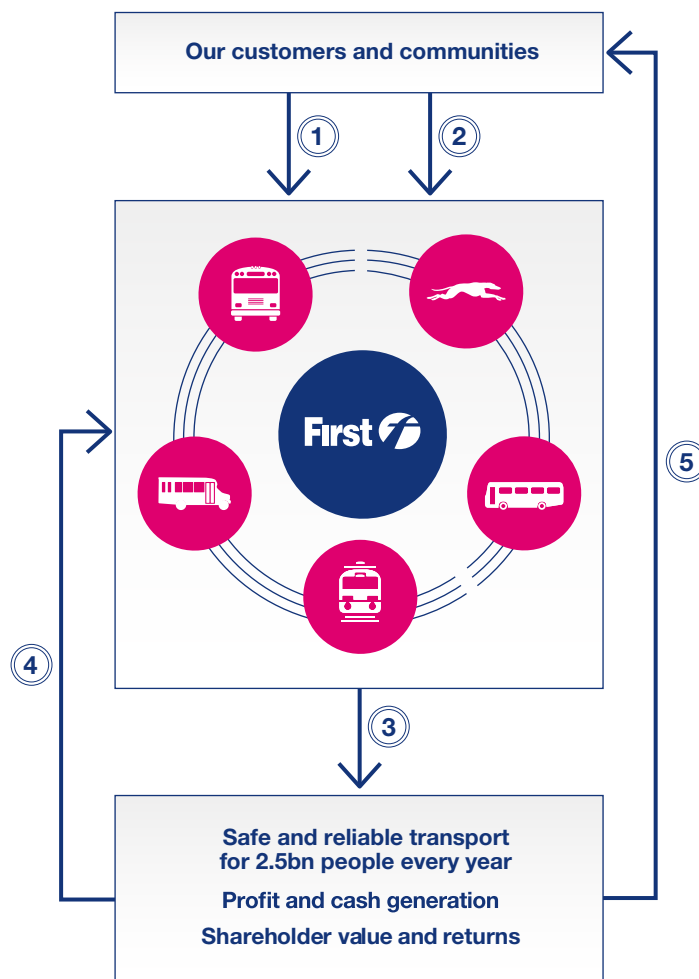 Our customers and communities
1
2
First
5
4
3
Safe and reliable transport
for 2.5bn people every year
Profit and cash generation
Shareholder value and returns